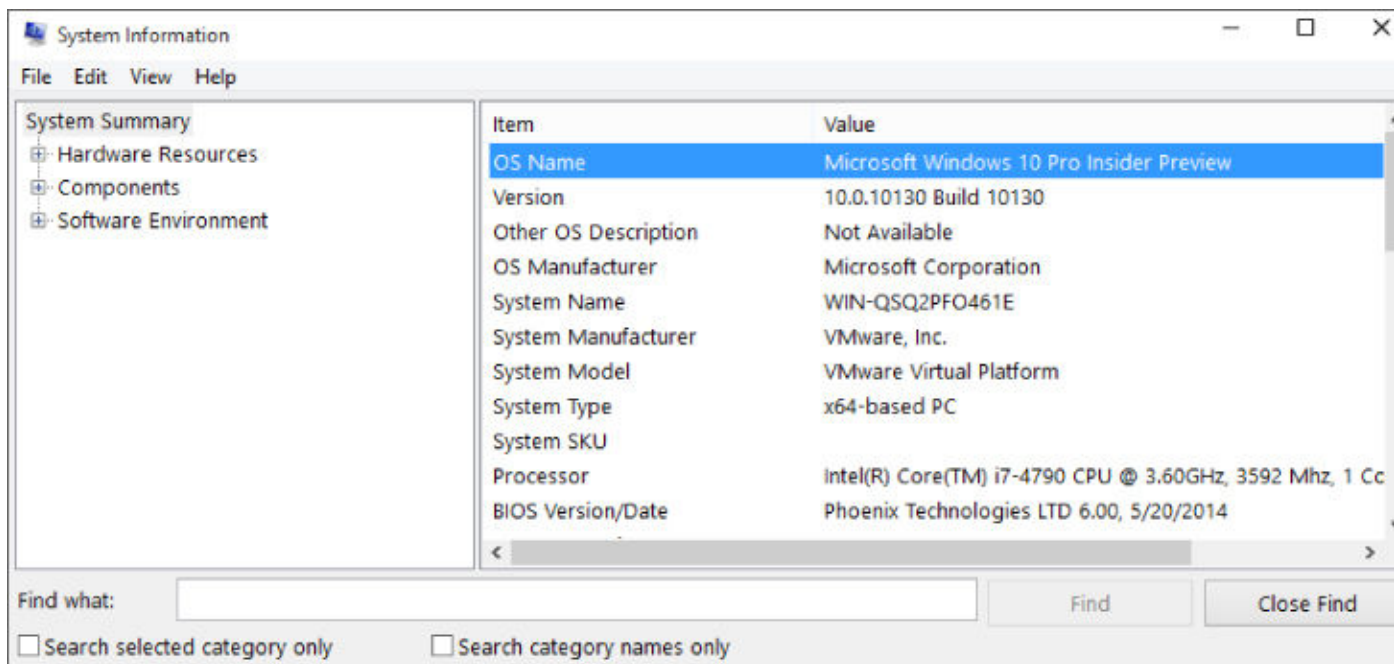 System Information
File Edit View Help
System Summary
Hardware Resources
Components
Software Environment
Item Value
OS Name Microsoft Windows 10 Pro Insider Preview
Version 10.0.10130 Build 10130
Other OS Description Not Available
OS Manufacturer Microsoft Corporation
System Name WIN-QSQ2PFO461E
System Manufacturer VMware, Inc.
System Model VMware Virtual Platform
System Type x64-based PC
System SKU
Processor Intel(R) Core(TM) i7-4790 CPU @ 3.60GHz, 3592 Mhz, 1 Cc
BIOS Version/Date Phoenix Technologies LTD 6.00, 5/20/2014
Find what: Find Close Find
Search selected category only Search category names only